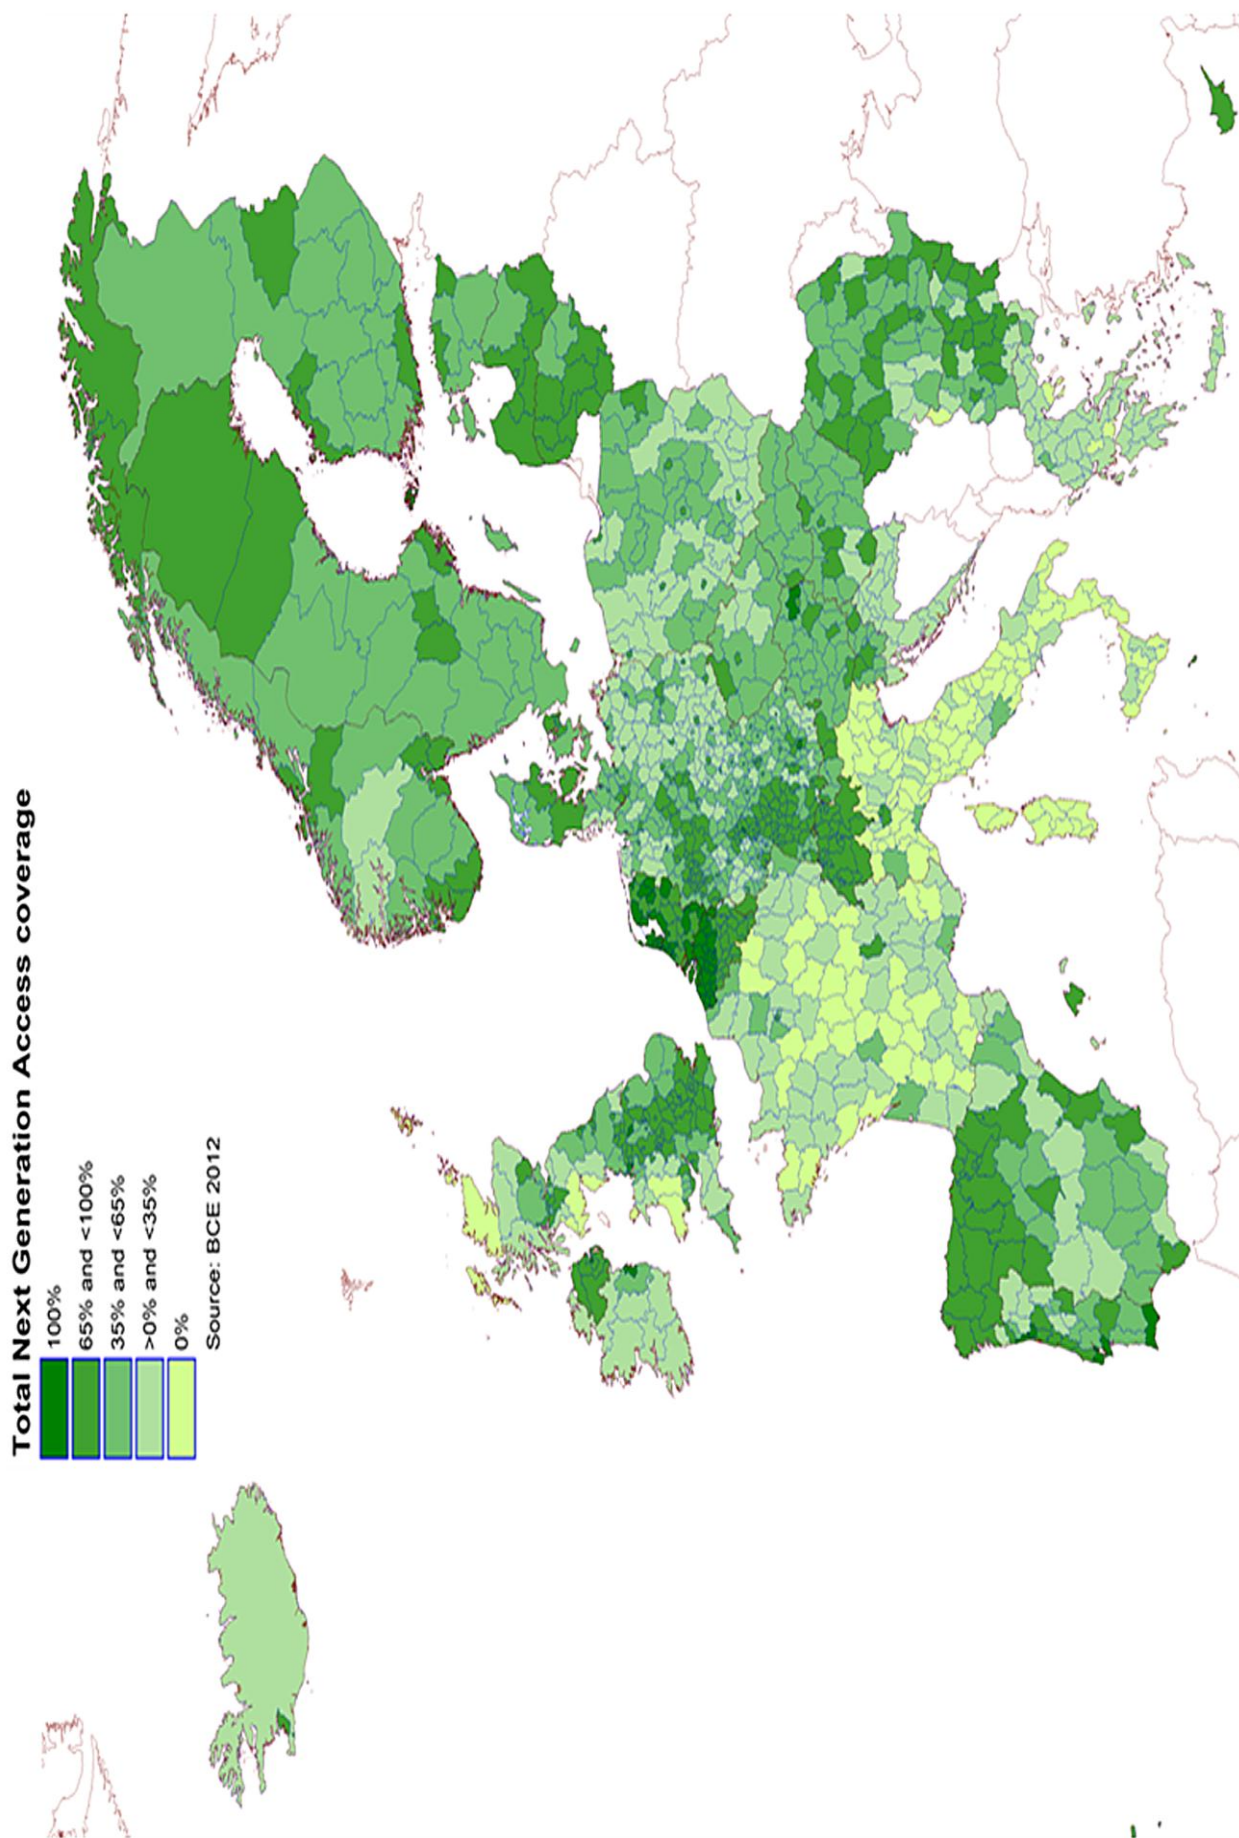 Total Next Generation Access coverage
100%
65% and <100%
35% and <65%
>0% and <35%
0%
Source: BCE 2012